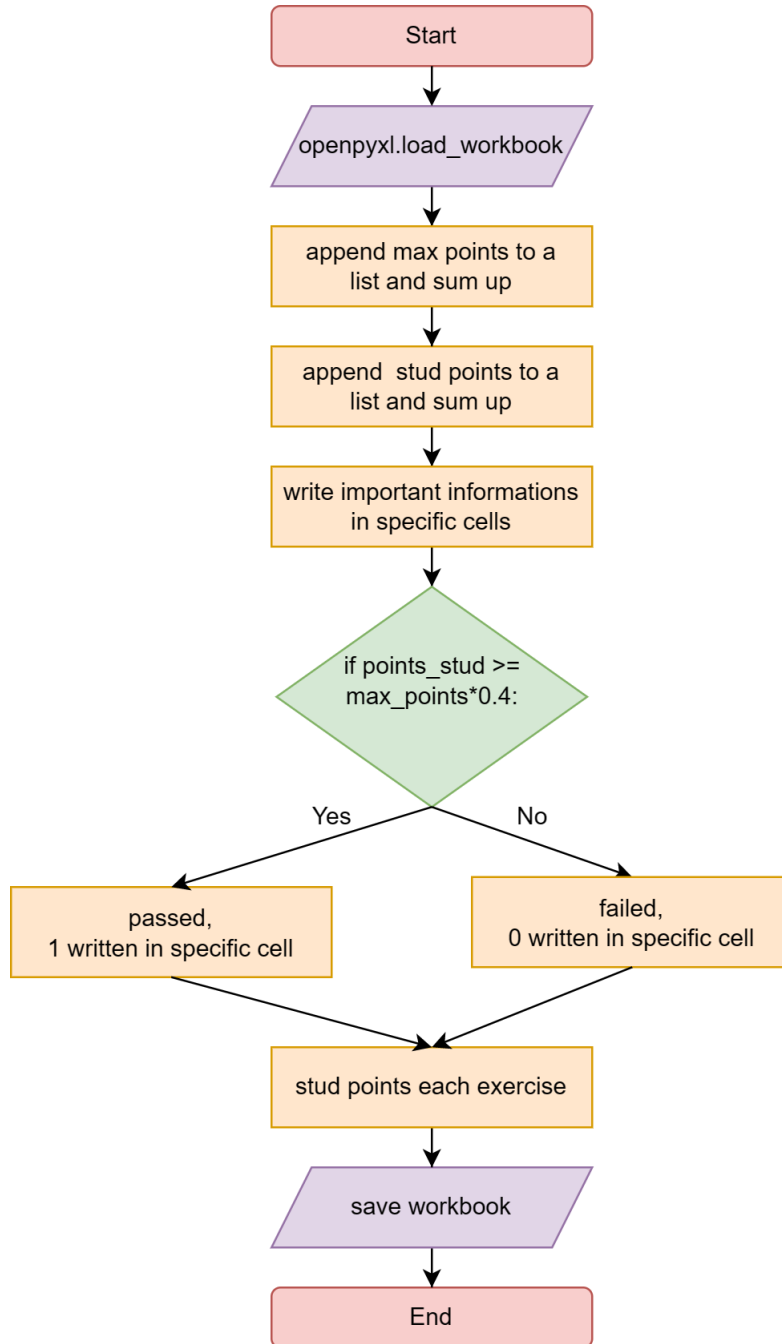 Start
openpyxl.load_workbook
append max points to a
list and sum up
append  stud points to a
list and sum up
write important informations
in specific cells
if points_stud >=
max_points*0.4:
Yes
No
passed,
1 written in specific cell
failed,
0 written in specific cell
stud points each exercise
save workbook
End